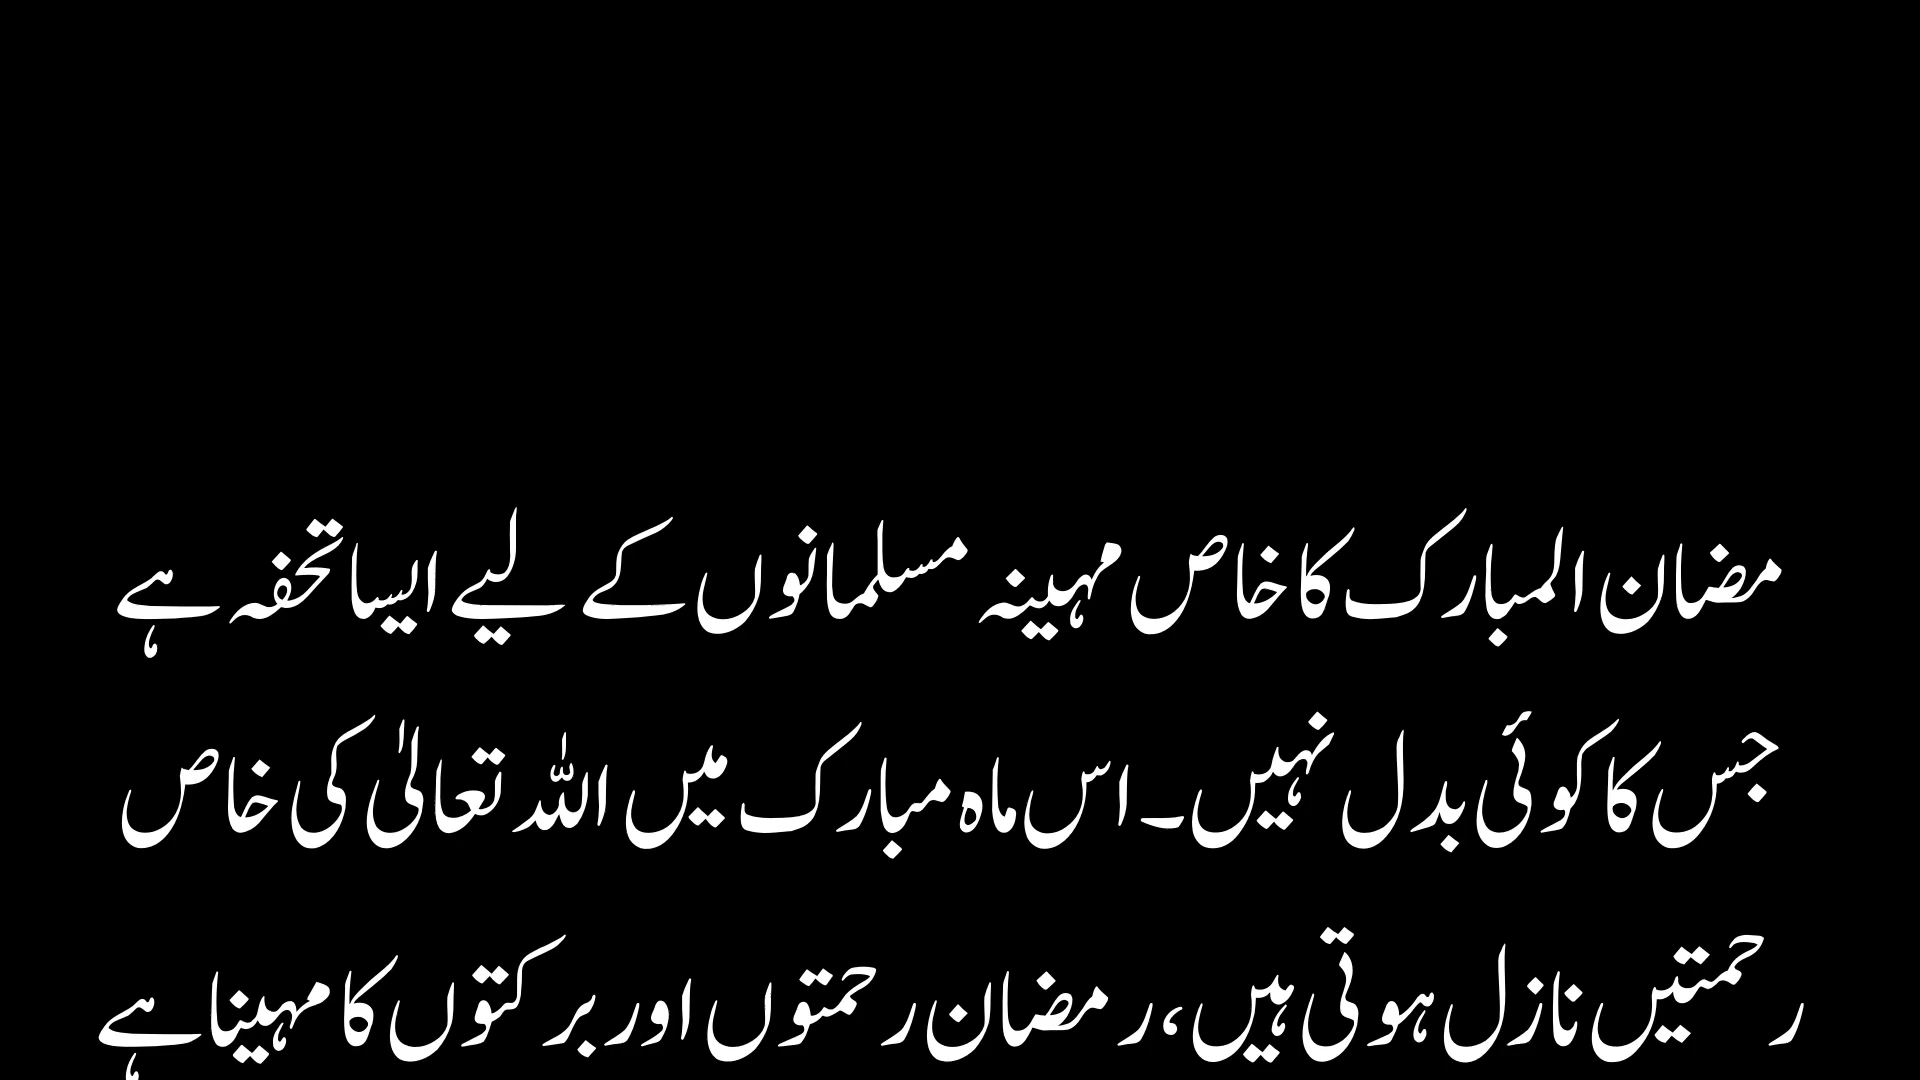 مضان المبارک کا خاص مہینہ مسلمانوں کے لیے ایسا تحفہ ہے
جس کا کوئی بدل نہیں۔ اس ماہ مبارک میں اللہ تعالیٰ کی خاص
رحمتیں نازل ہوتی ہیں، رمضان رحمتوں اور برکتوں کا مہینا ہے